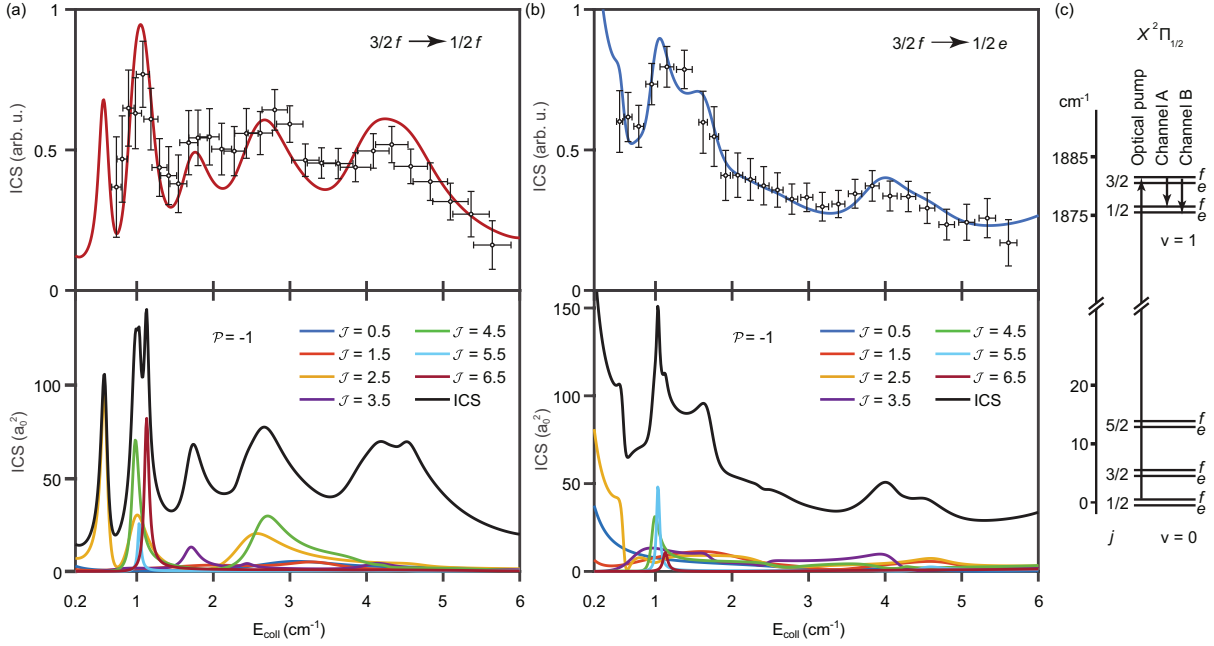 (a)
ICS (arb. u.)
1
0.5
0
3/2 f → 1/2 f
ICS (a₀²)
100
50
0
𝒫 = -1
𝒥 = 0.5
𝒥 = 1.5
𝒥 = 2.5
𝒥 = 3.5
𝒥 = 4.5
𝒥 = 5.5
𝒥 = 6.5
ICS
0.2 1 2 3 4 5 6
E_coll (cm⁻¹)
(b)
ICS (arb. u.)
1
0.5
0
3/2 f → 1/2 e
ICS (a₀²)
150
100
50
0
𝒫 = -1
𝒥 = 0.5
𝒥 = 1.5
𝒥 = 2.5
𝒥 = 3.5
𝒥 = 4.5
𝒥 = 5.5
𝒥 = 6.5
ICS
0.2 1 2 3 4 5 6
E_coll (cm⁻¹)
(c)
X ²Π₁/₂
cm⁻¹
Optical pump
Channel A
Channel B
1885
1875
3/2 f
e
1/2 f
e
v = 1
20
10
0
5/2 f
e
3/2 f
e
1/2 f
e
j
v = 0